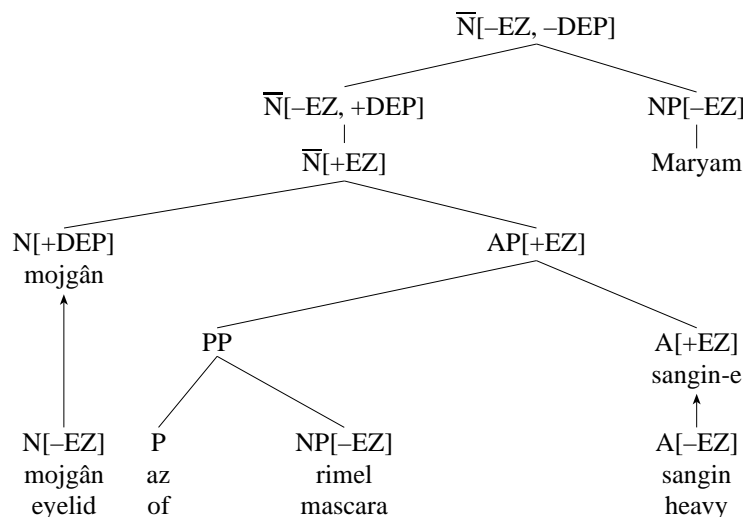 N̅[–EZ, –DEP]
N̅[–EZ, +DEP] NP[–EZ]
N̅[+EZ] Maryam
N[+DEP] AP[+EZ]
mojgân
PP A[+EZ]
sangin-e
N[–EZ] P NP[–EZ] A[–EZ]
mojgân az rimel sangin
eyelid of mascara heavy